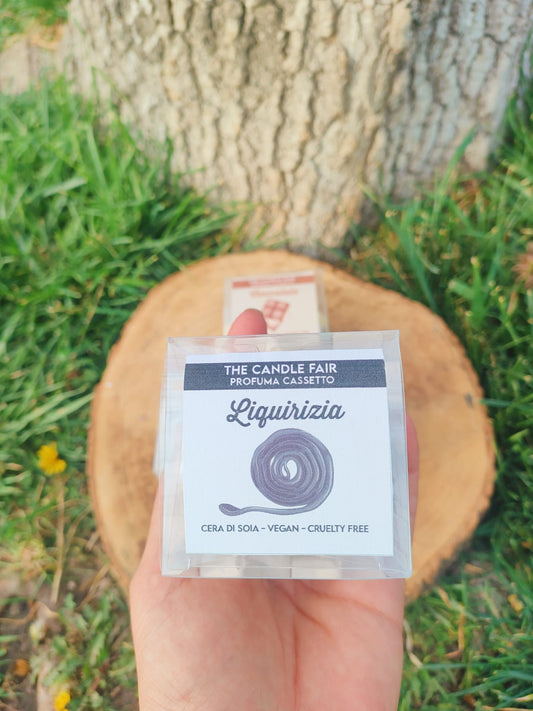 THE CANDLE FAIR
PROFUMA CASSETTO
Liquirizia
CERA DI SOIA - VEGAN - CRUELTY FREE